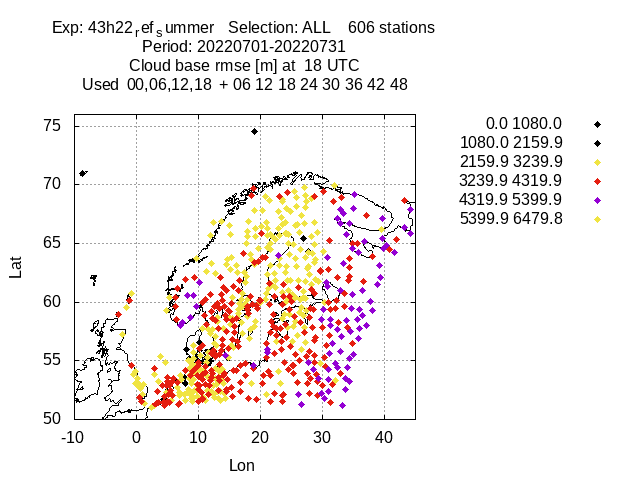 Exp: 43h22_ref_summer   Selection: ALL    606 stations
Period: 20220701-20220731
Cloud base rmse [m] at  18 UTC
Used  00,06,12,18  + 06 12 18 24 30 36 42 48
0.0 1080.0
1080.0 2159.9
2159.9 3239.9
3239.9 4319.9
4319.9 5399.9
5399.9 6479.8
75
70
65
60
55
50
Lat
-10 0 10 20 30 40
Lon